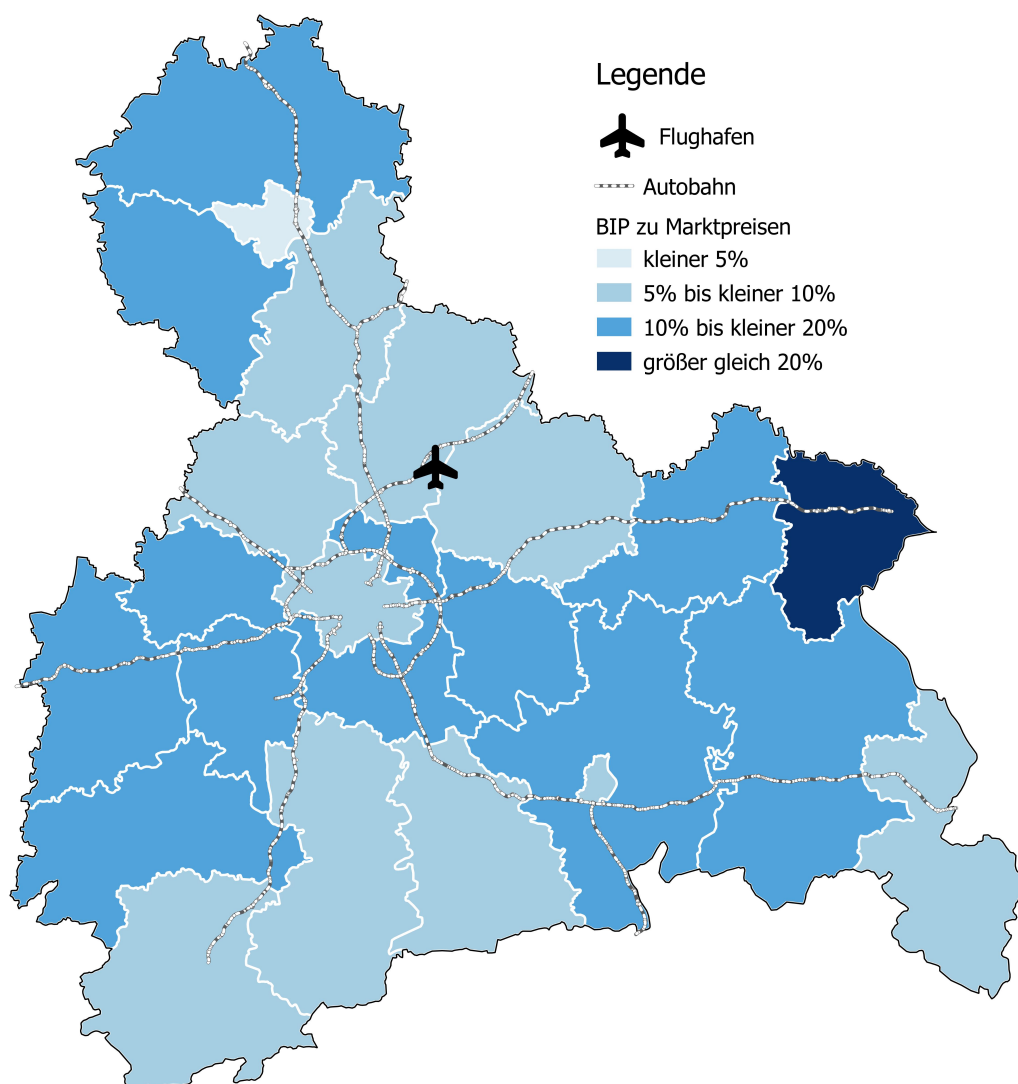 Legende
Flughafen
Autobahn
BIP zu Marktpreisen
kleiner 5%
5% bis kleiner 10%
10% bis kleiner 20%
größer gleich 20%